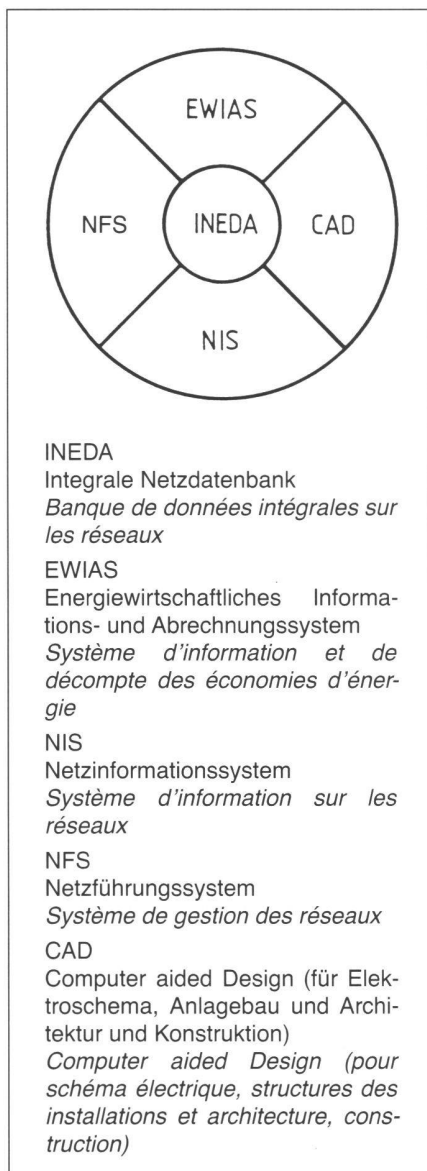 EWIAS
NFS
INEDA
CAD
NIS
INEDA
Integrale Netzdatenbank
Banque de données intégrales sur
les réseaux
EWIAS
Energiewirtschaftliches Informa-
tions- und Abrechnungssystem
Système d'information et de
décompte des économies d'éner-
gie
NIS
Netzinformationssystem
Système d'information sur les
réseaux
NFS
Netzführungssystem
Système de gestion des réseaux
CAD
Computer aided Design (für Elek-
troschema, Anlagebau und Archi-
tektur und Konstruktion)
Computer aided Design (pour
schéma électrique, structures des
installations et architecture, cons-
truction)